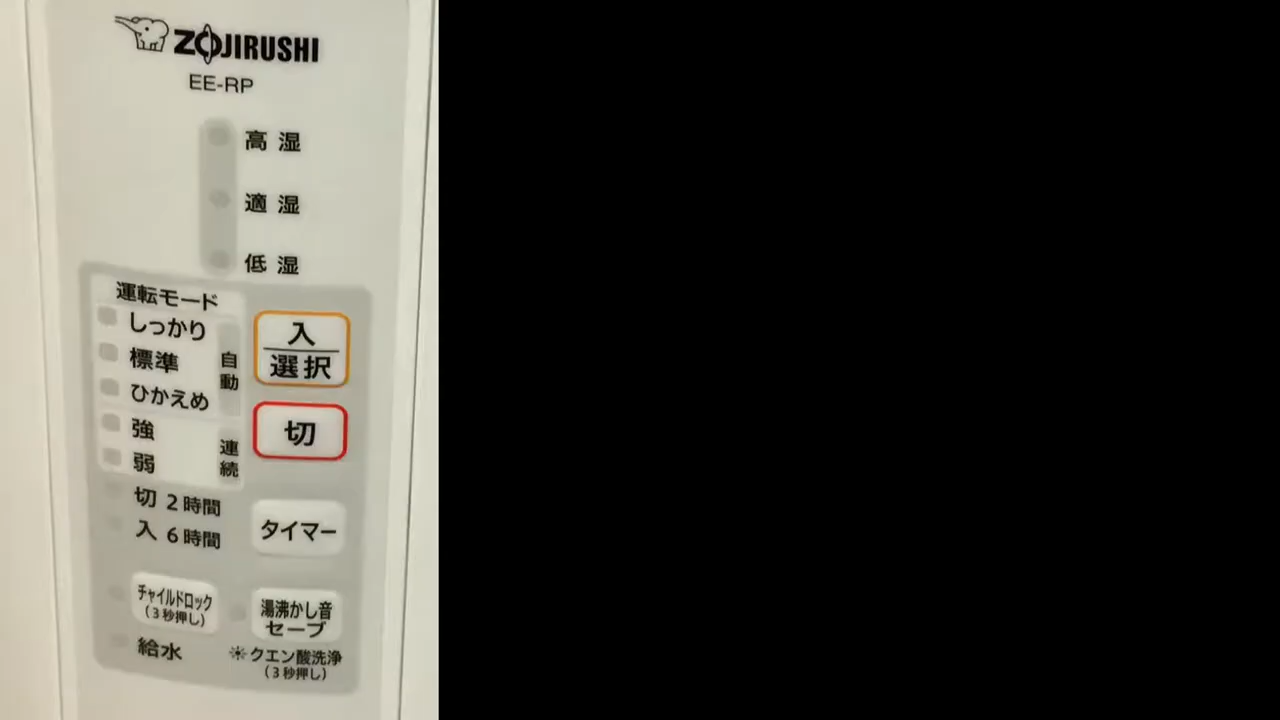 ZOJIRUSHI
EE-RP
高湿
適湿
低湿
運転モード
しっかり
標準
ひかえめ
自動
強
弱
連続
入
選択
切
切 2時間
入 6時間
タイマー
チャイルドロック
(3秒押し)
湯沸かし音
セーブ
給水
☀クエン酸洗浄
(3秒押し)